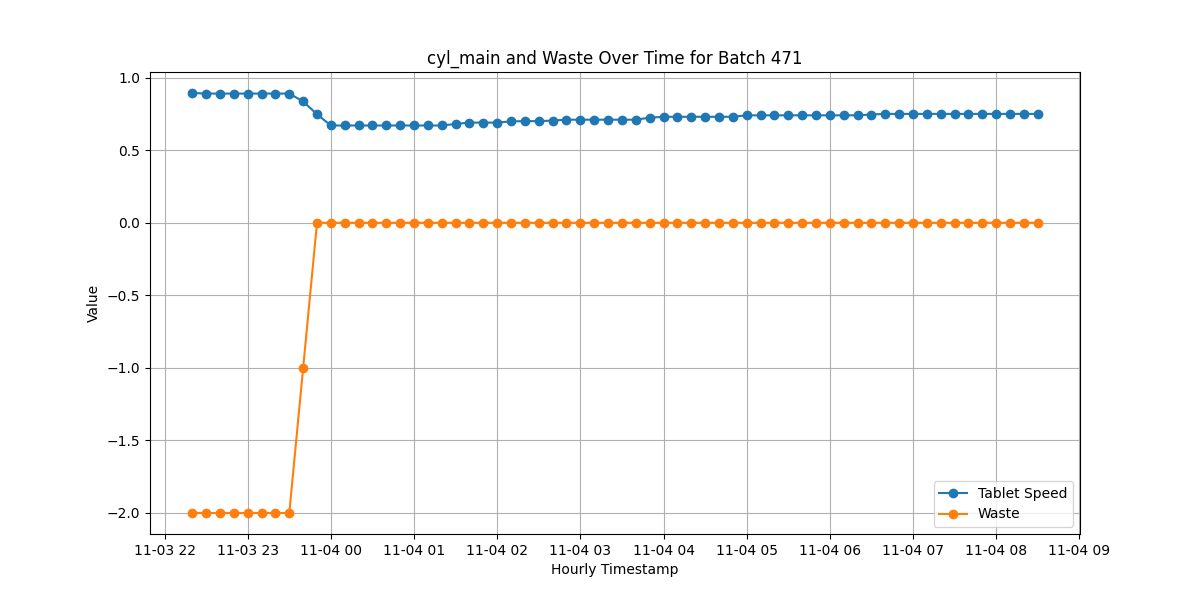 cyl_main and Waste Over Time for Batch 471
1.0
0.5
0.0
−0.5
−1.0
−1.5
−2.0
Value
Tablet Speed
Waste
11-03 22 11-03 23 11-04 00 11-04 01 11-04 02 11-04 03 11-04 04 11-04 05 11-04 06 11-04 07 11-04 08 11-04 09
Hourly Timestamp